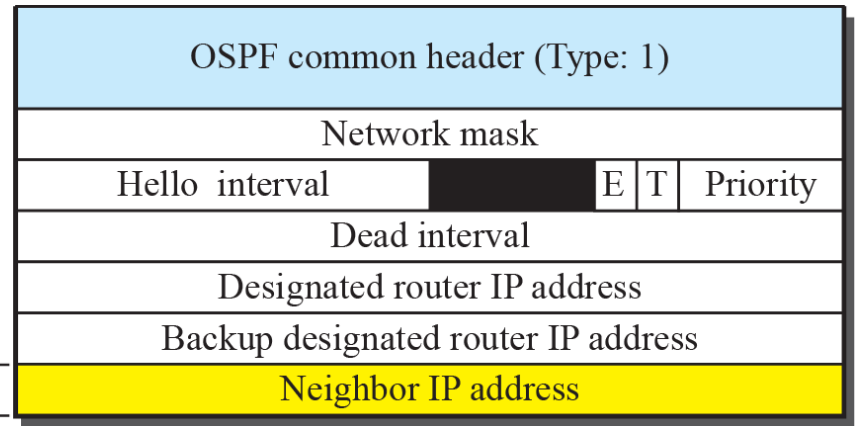 OSPF common header (Type: 1)
Network mask
Hello interval E T Priority
Dead interval
Designated router IP address
Backup designated router IP address
Neighbor IP address